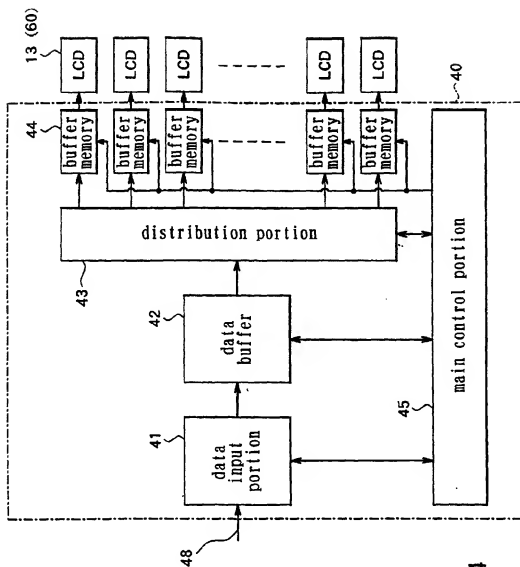 13 (60)
LCD
LCD
LCD
LCD
LCD
44
buffer
memory
buffer
memory
buffer
memory
buffer
memory
buffer
memory
40
43
distribution portion
42
data
buffer
41
data
input
portion
48
45
main control portion